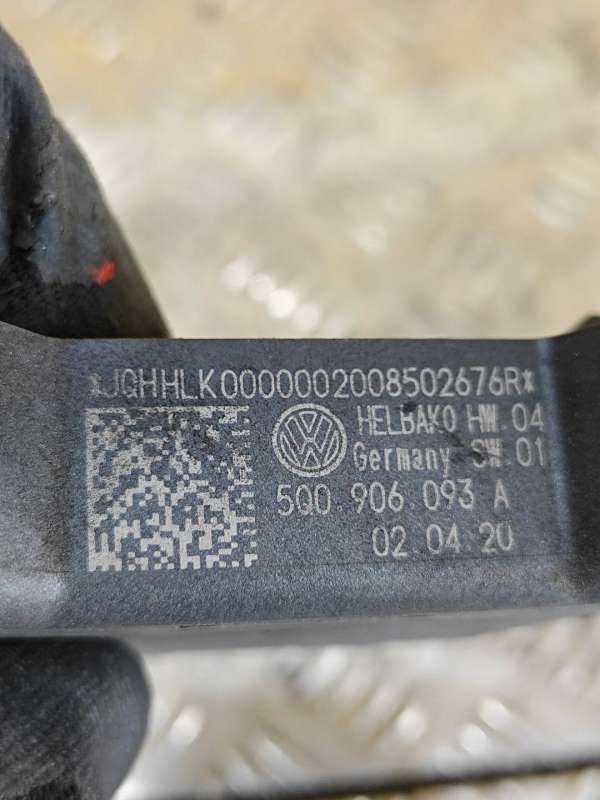 *JQHHLK0000002008502676R*
HELBAKO HW.04
Germany SW.01
5Q0 906 093 A
02.04.20